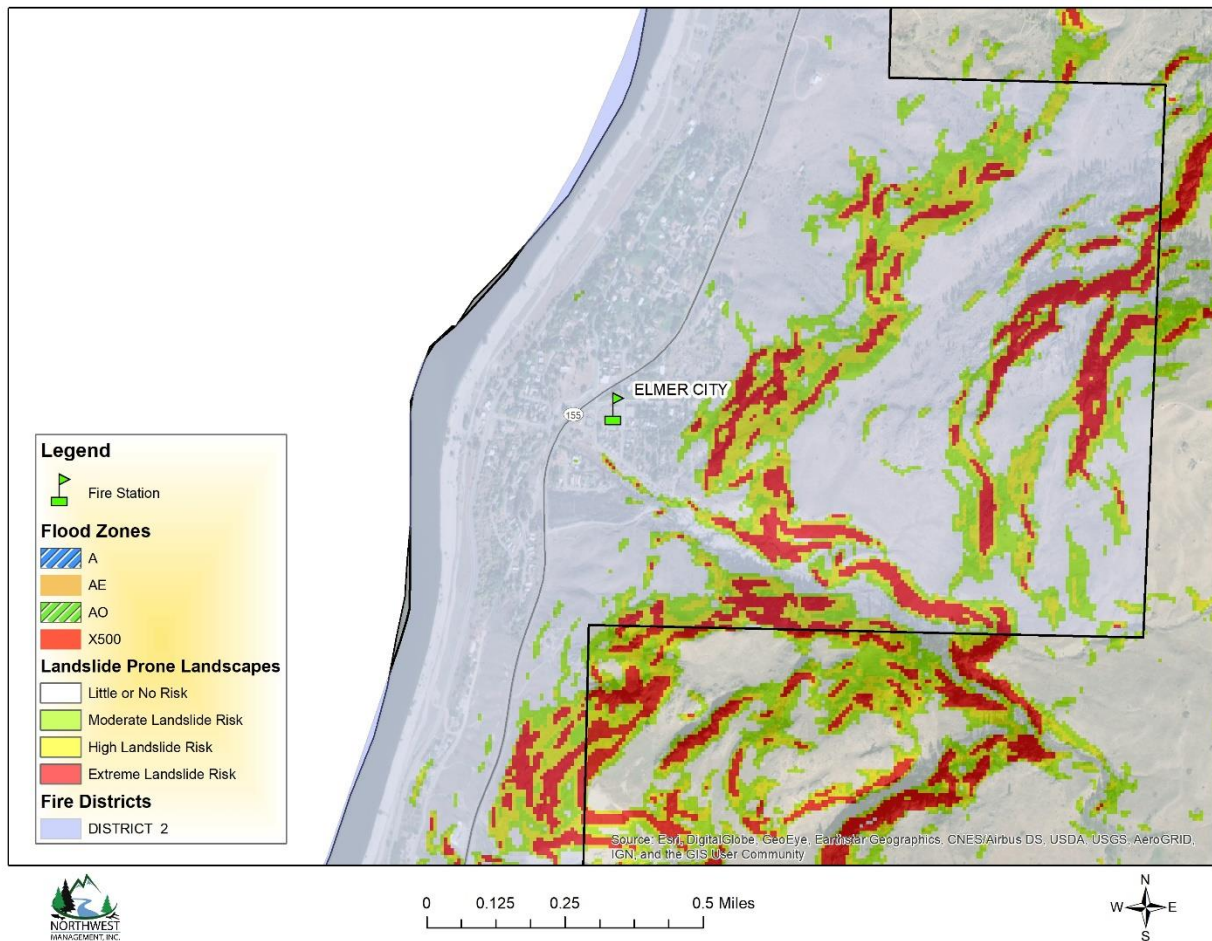 ELMER CITY
155
Legend
Fire Station
Flood Zones
A
AE
AO
X500
Landslide Prone Landscapes
Little or No Risk
Moderate Landslide Risk
High Landslide Risk
Extreme Landslide Risk
Fire Districts
DISTRICT 2
Source: Esri, DigitalGlobe, GeoEye, Earthstar Geographics, CNES/Airbus DS, USDA, USGS, AeroGRID,
IGN, and the GIS User Community
NORTHWEST
MANAGEMENT, INC.
0 0.125 0.25 0.5 Miles
N
W E
S